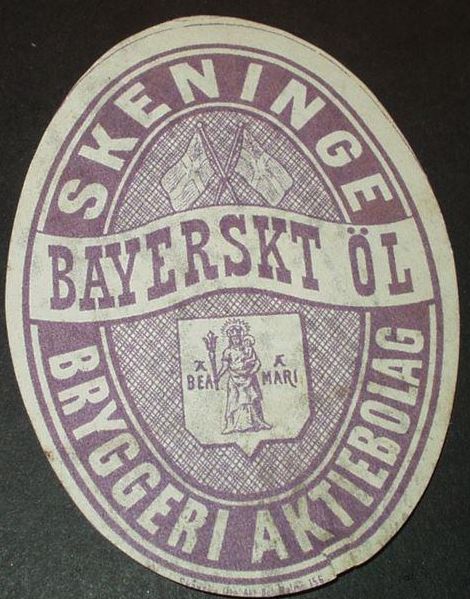 SKENINGE
BAYERSKT ÖL
BEA MARI
BRYGGERI AKTIEBOLAG